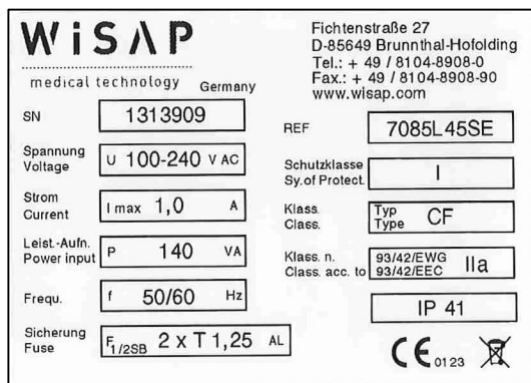 WiSAP
medical technology Germany
Fichtenstraße 27
D-85649 Brunnthal-Hofolding
Tel.: + 49 / 8104-8908-0
Fax.: + 49 / 8104-8908-90
www.wisap.com
SN 1313909
Spannung
Voltage U 100-240 V AC
Strom
Current I max 1,0 A
Leist.-Aufn.
Power input P 140 VA
Frequ. f 50/60 Hz
Sicherung
Fuse F1/2SB 2 x T 1,25 AL
REF 7085L45SE
Schutzklasse
Sy.of Protect. I
Klass. Typ
Class. Type CF
Klass. n. 93/42/EWG
Class. acc. to 93/42/EEC IIa
IP 41
CE 0123